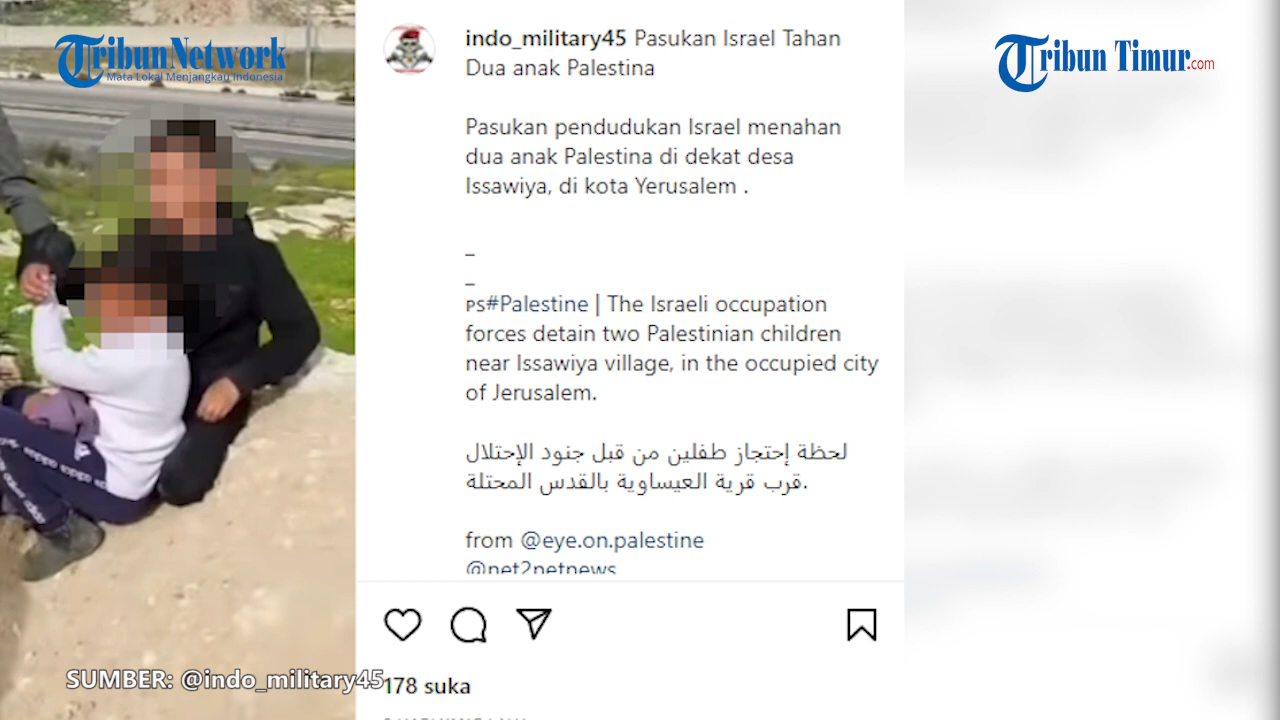 TribunNetwork
Mata Lokal Menjangkau Indonesia
Tribun Timur.com
indo_military45 Pasukan Israel Tahan
Dua anak Palestina
Pasukan pendudukan Israel menahan
dua anak Palestina di dekat desa
Issawiya, di kota Yerusalem .
_
_
ᴘs#Palestine | The Israeli occupation
forces detain two Palestinian children
near Issawiya village, in the occupied city
of Jerusalem.
لحظة إحتجاز طفلين من قبل جنود الإحتلال
قرب قرية العيساوية بالقدس المحتلة.
from @eye.on.palestine
@net2netnews
178 suka
SUMBER: @indo_military45